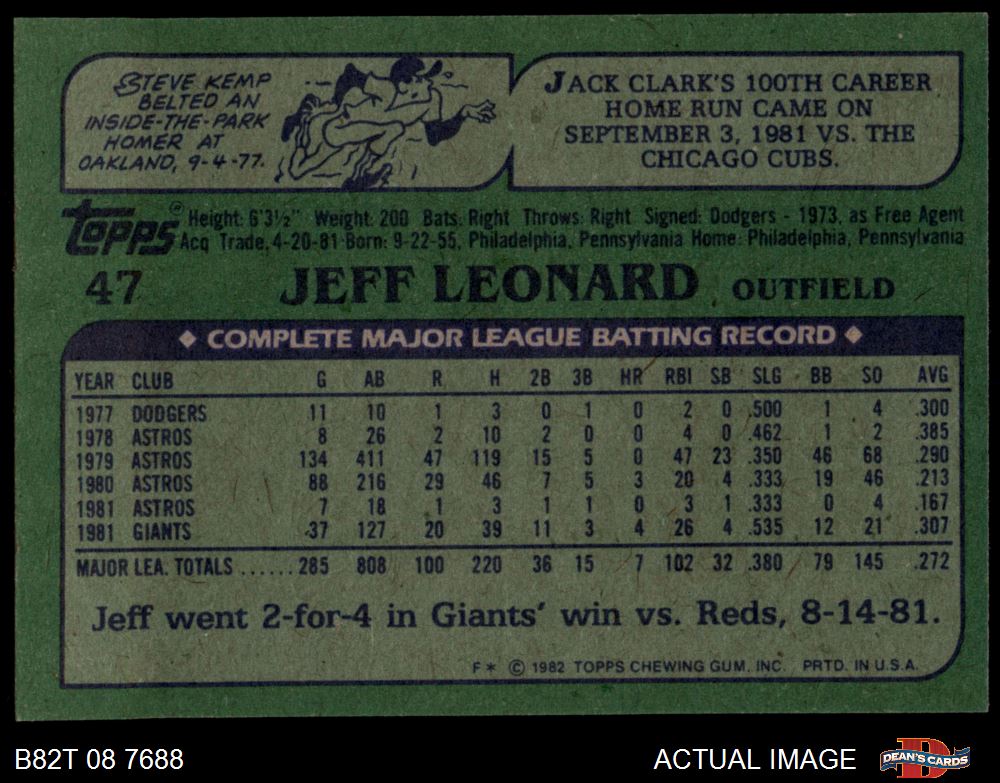 STEVE KEMP
BELTED AN
INSIDE-THE-PARK
HOMER AT
OAKLAND, 9-4-77.
JACK CLARK'S 100TH CAREER
HOME RUN CAME ON
SEPTEMBER 3, 1981 VS. THE
CHICAGO CUBS.
TOPPS® Height: 6'3½" Weight: 200 Bats: Right Throws: Right Signed: Dodgers - 1973, as Free Agent
Acq Trade, 4-20-81 Born: 9-22-55, Philadelphia, Pennsylvania Home: Philadelphia, Pennsylvania
47 JEFF LEONARD OUTFIELD
◆ COMPLETE MAJOR LEAGUE BATTING RECORD ◆
YEAR CLUB G AB R H 2B 3B HR RBI SB SLG BB SO AVG
1977 DODGERS 11 10 1 3 0 1 0 2 0 .500 1 4 .300
1978 ASTROS 8 26 2 10 2 0 0 4 0 .462 1 2 .385
1979 ASTROS 134 411 47 119 15 5 0 47 23 .350 46 68 .290
1980 ASTROS 88 216 29 46 7 5 3 20 4 .333 19 46 .213
1981 ASTROS 7 18 1 3 1 1 0 3 1 .333 0 4 .167
1981 GIANTS 37 127 20 39 11 3 4 26 4 .535 12 21 .307
MAJOR LEA. TOTALS ...... 285 808 100 220 36 15 7 102 32 .380 79 145 .272
Jeff went 2-for-4 in Giants' win vs. Reds, 8-14-81.
F* © 1982 TOPPS CHEWING GUM, INC. PRTD. IN U.S.A.
B82T 08 7688 ACTUAL IMAGE DEAN'S CARDS